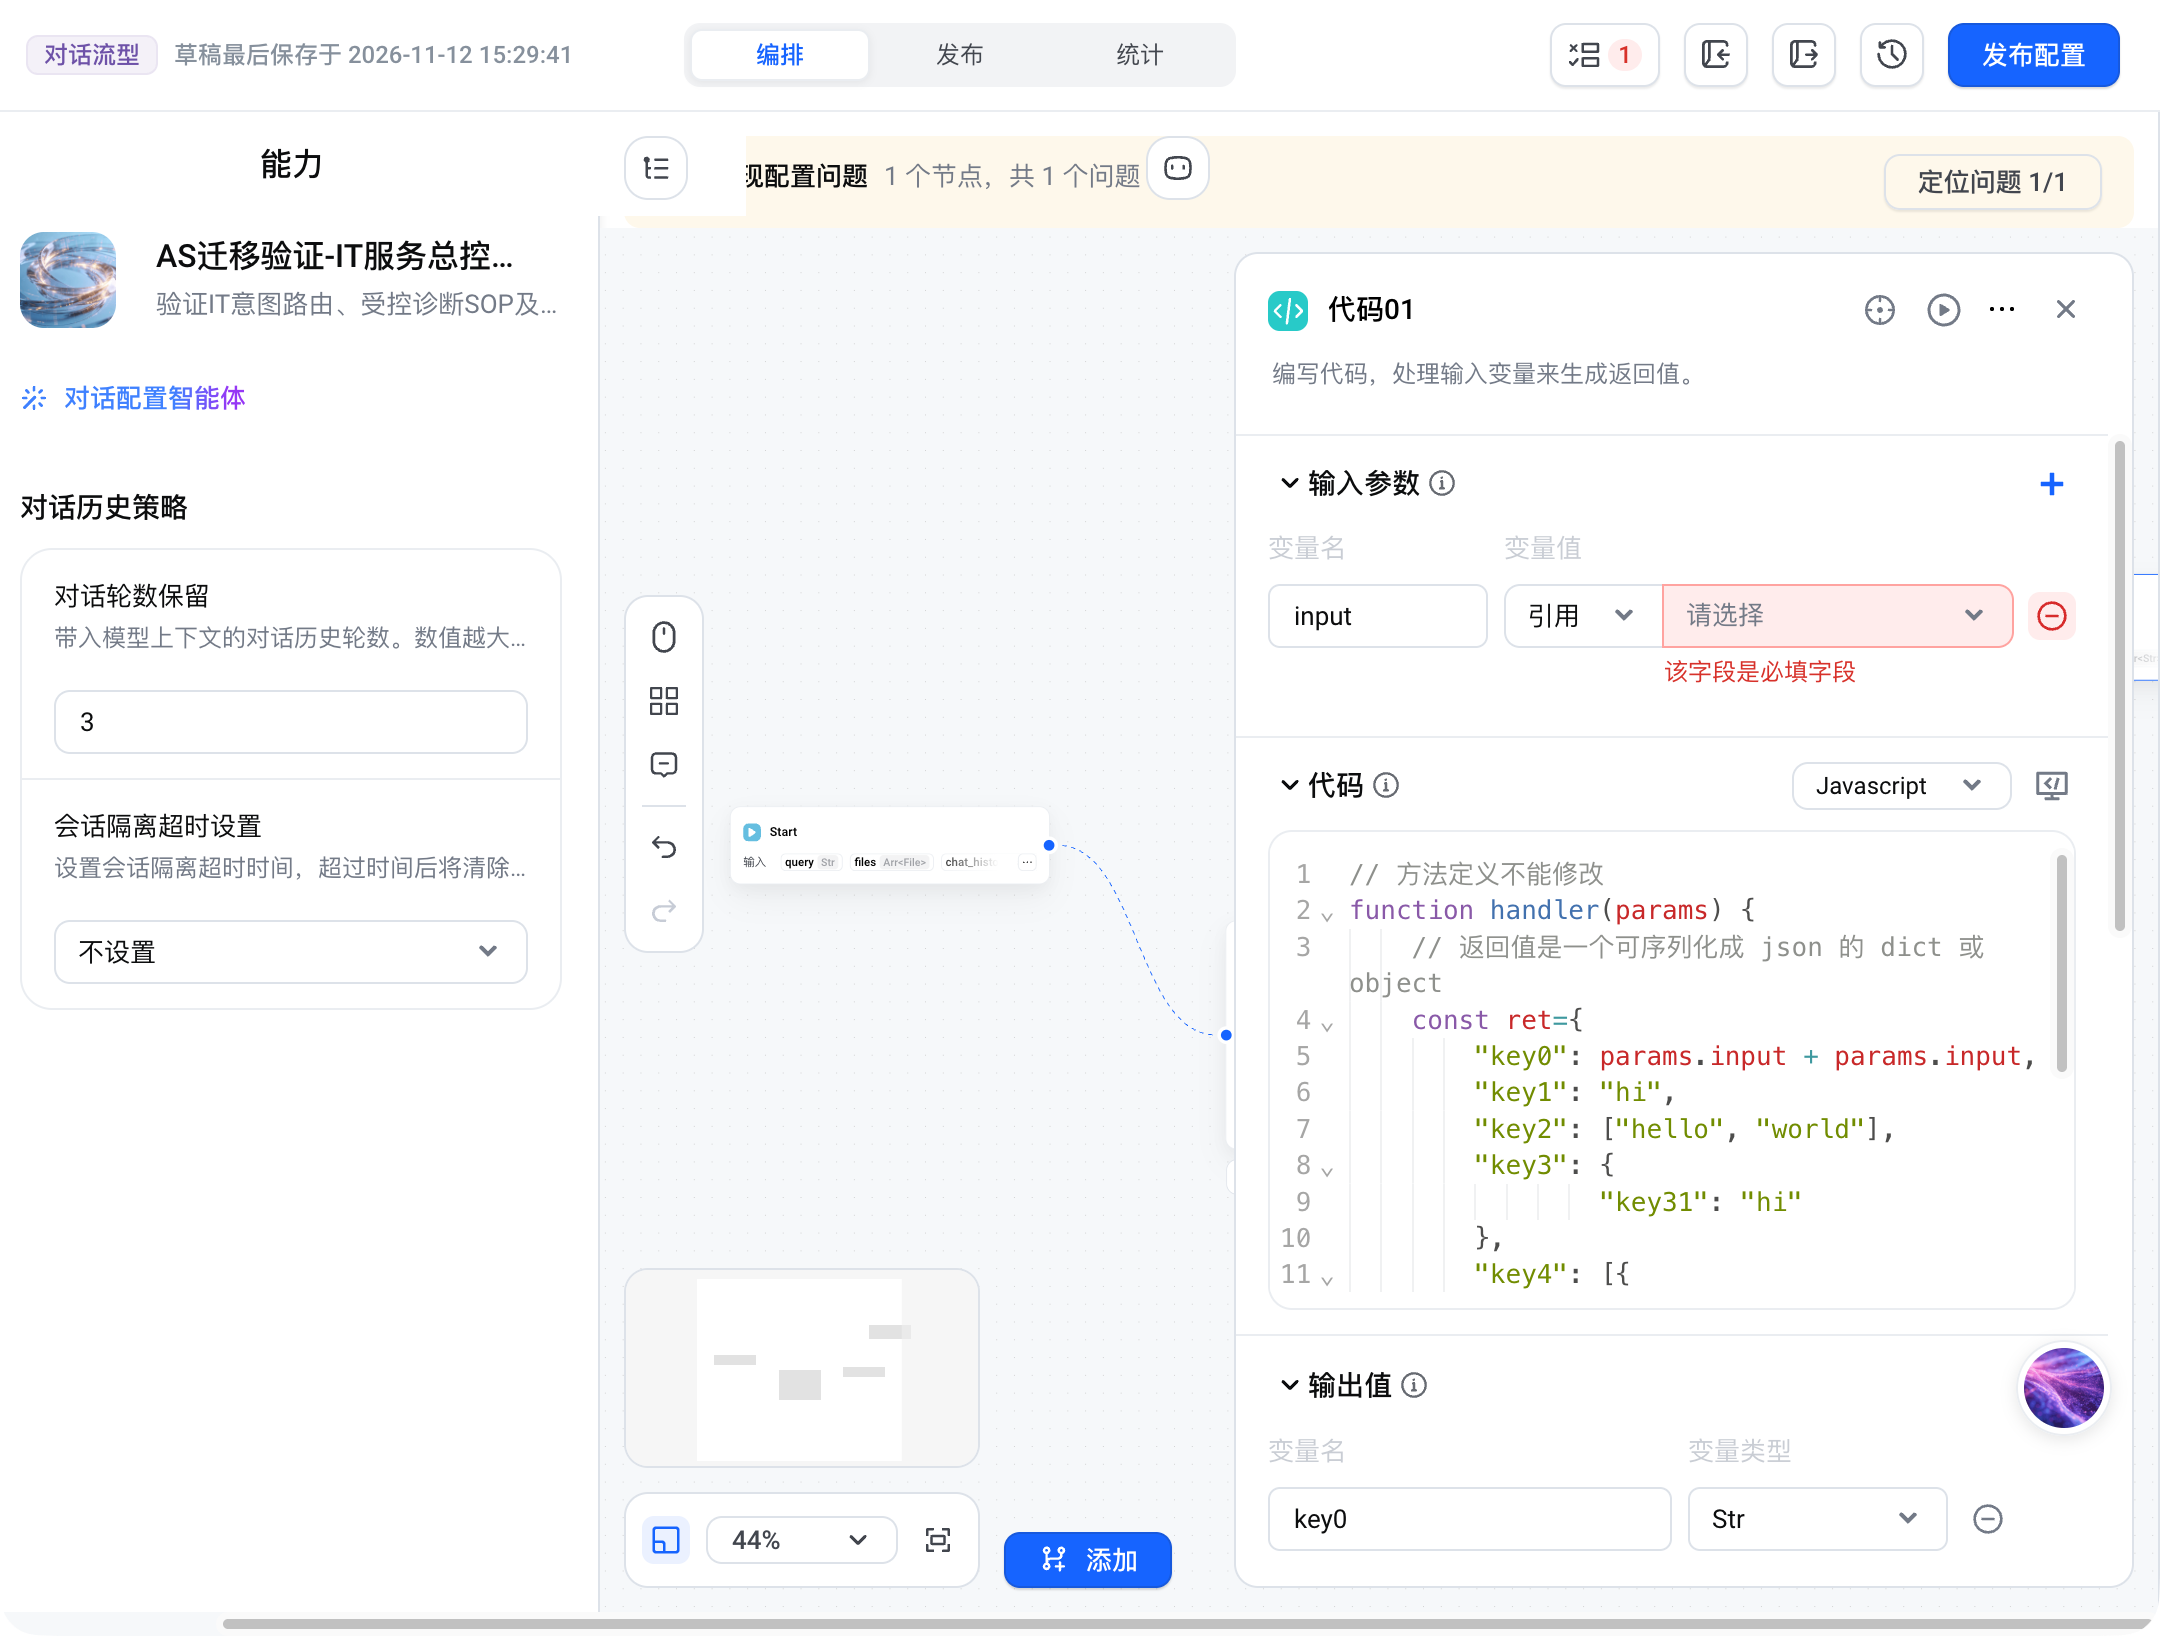 对话流型
草稿最后保存于 2026-11-12 15:29:41
编排
发布
统计
1
发布配置
能力
AS迁移验证-IT服务总控...
验证IT意图路由、受控诊断SOP及...
对话配置智能体
对话历史策略
对话轮数保留
带入模型上下文的对话历史轮数。数值越大...
3
会话隔离超时设置
设置会话隔离超时时间，超过时间后将清除...
不设置
现配置问题 1 个节点，共 1 个问题
定位问题 1/1
Start
输入 query Str files Arr<File> chat_hist ...
44%
添加
代码01
编写代码，处理输入变量来生成返回值。
输入参数
变量名 变量值
input 引用 请选择
该字段是必填字段
代码
Javascript
1 // 方法定义不能修改
2 function handler(params) {
3 // 返回值是一个可序列化成 json 的 dict 或
object
4 const ret={
5 "key0": params.input + params.input,
6 "key1": "hi",
7 "key2": ["hello", "world"],
8 "key3": {
9 "key31": "hi"
10 },
11 "key4": [{
输出值
变量名 变量类型
key0 Str